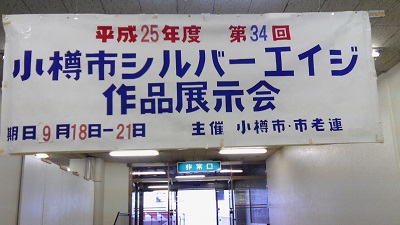 平成25年度 第34回
小樽市シルバーエイジ
作品展示会
期日9月18日-21日 主催 小樽市・市老連
非常口